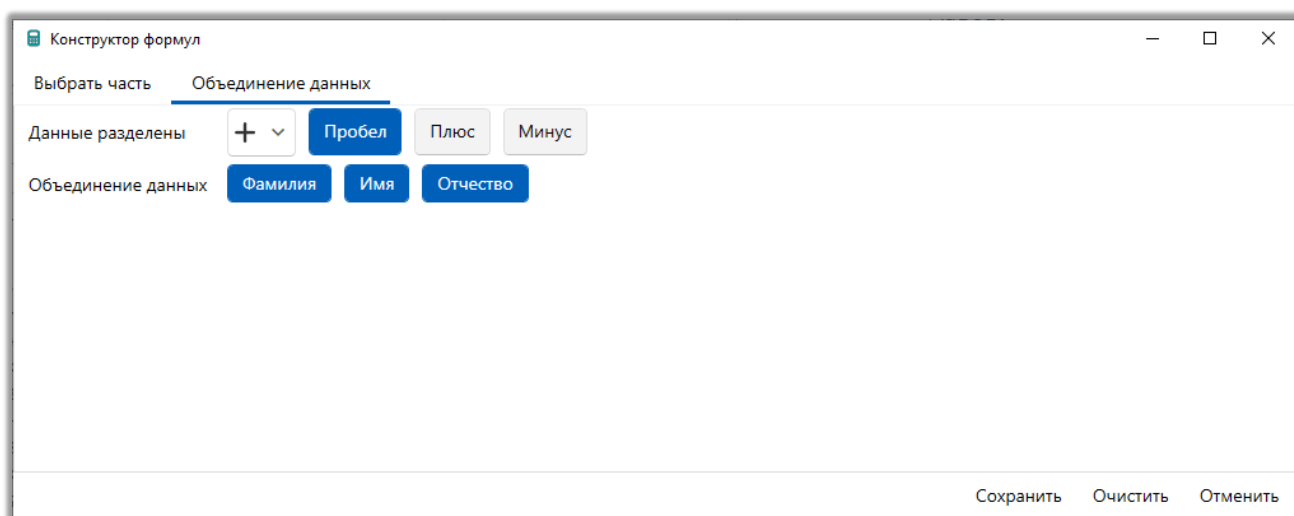 Конструктор формул
Выбрать часть Объединение данных
Данные разделены Пробел Плюс Минус
Объединение данных Фамилия Имя Отчество
Сохранить Очистить Отменить